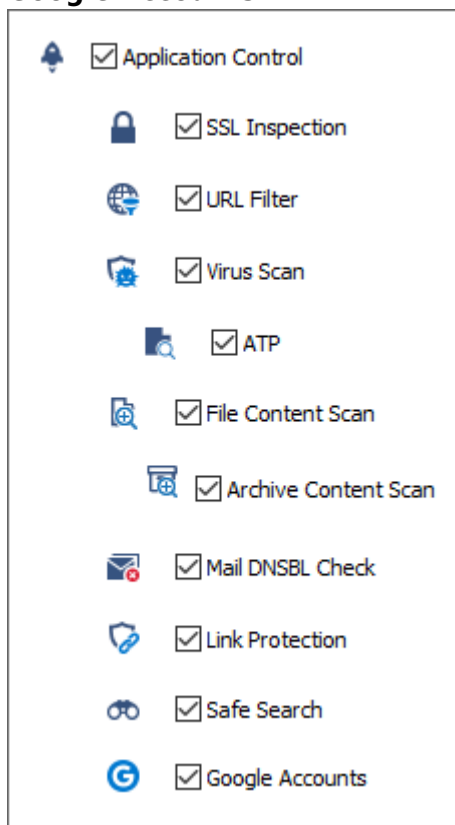 Application Control
SSL Inspection
URL Filter
Virus Scan
ATP
File Content Scan
Archive Content Scan
Mail DNSBL Check
Link Protection
Safe Search
Google Accounts